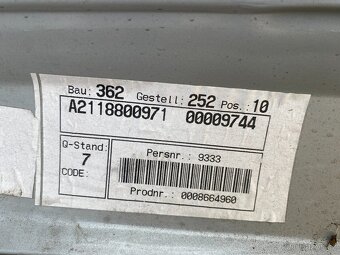 Bau: 362 Gestell: 252 Pos.: 10
A2118800971 00009744
Q-Stand: 7
CODE:
Persnr.: 9333
Prodnr.: 0008664960